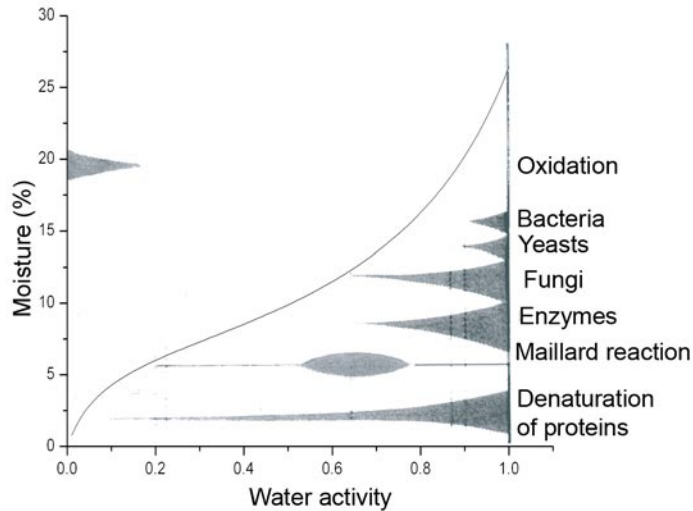 30
25
20
15
10
5
0
Moisture (%)
Oxidation
Bacteria
Yeasts
Fungi
Enzymes
Maillard reaction
Denaturation
of proteins
0.0 0.2 0.4 0.6 0.8 1.0
Water activity